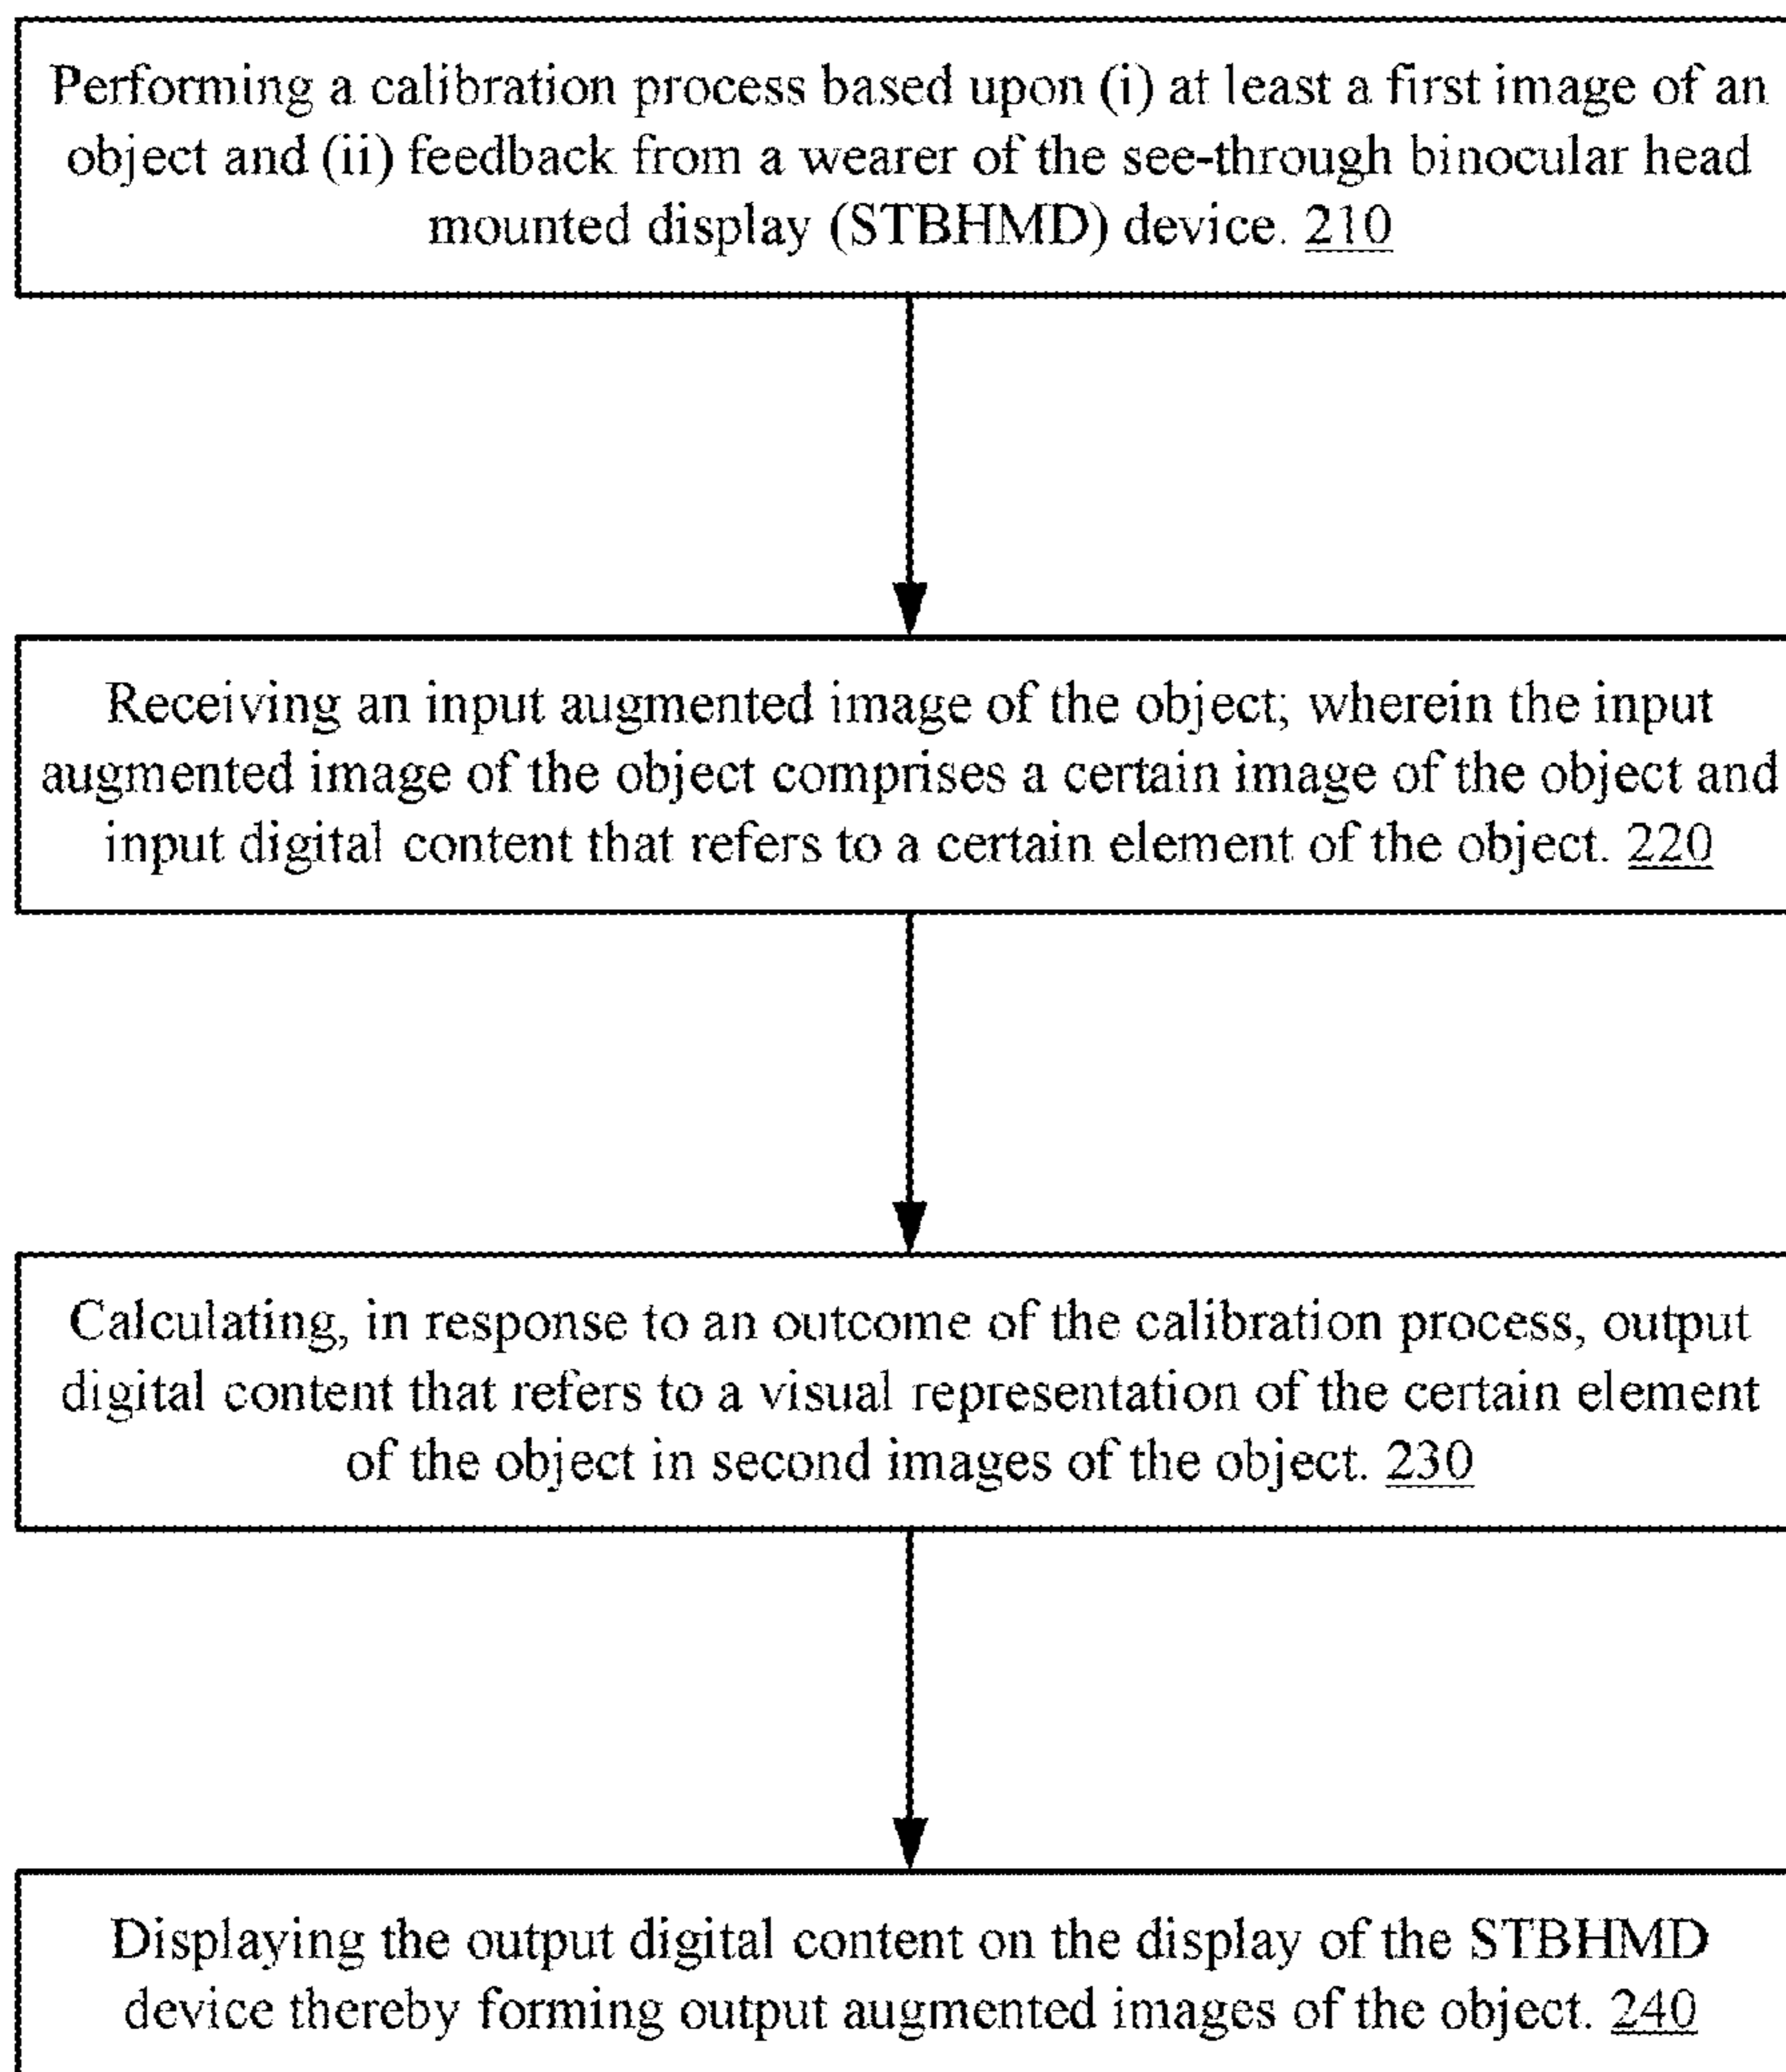 Performing a calibration process based upon (i) at least a first image of an
object and (ii) feedback from a wearer of the see-through binocular head
mounted display (STBHMD) device. 210
Receiving an input augmented image of the object; wherein the input
augmented image of the object comprises a certain image of the object and
input digital content that refers to a certain element of the object. 220
Calculating, in response to an outcome of the calibration process, output
digital content that refers to a visual representation of the certain element
of the object in second images of the object. 230
Displaying the output digital content on the display of the STBHMD
device thereby forming output augmented images of the object. 240